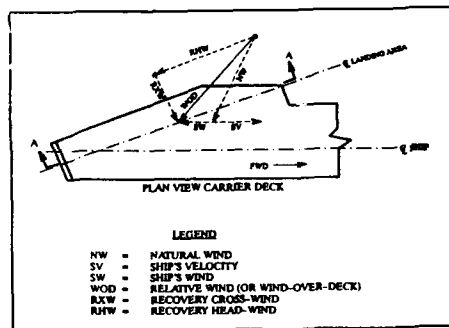 RHW
A
℄ LANDING AREA
RXW
WOD
NW
SW
SV
A
℄ SHIP
FWD
PLAN VIEW CARRIER DECK
LEGEND
NW = NATURAL WIND
SV = SHIP'S VELOCITY
SW = SHIP'S WIND
WOD = RELATIVE WIND (OR WIND-OVER-DECK)
RXW = RECOVERY CROSS-WIND
RHW = RECOVERY HEAD-WIND